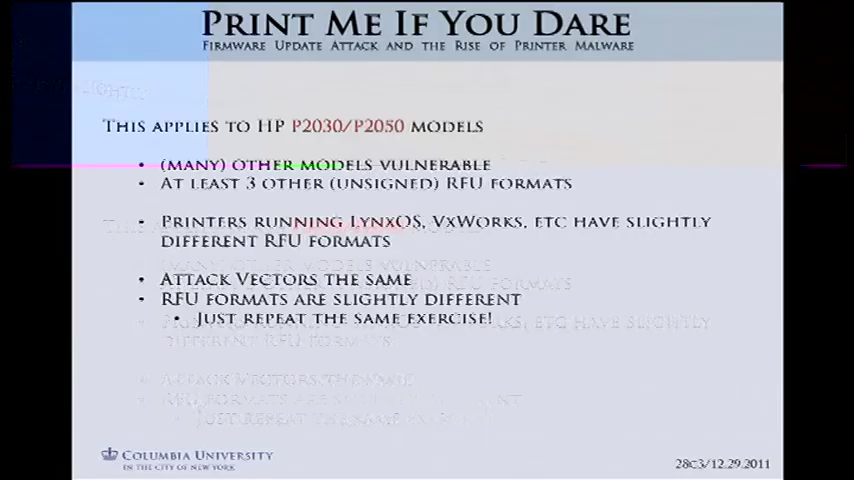 Print Me If You Dare
Firmware Update Attack and the Rise of Printer Malware
This applies to HP P2030/P2050 models
• (many) other models vulnerable
• At least 3 other (unsigned) RFU formats
• Printers running LynxOS, VxWorks, etc have slightly
different RFU formats
• Attack Vectors the same
• RFU formats are slightly different
• Just repeat the same exercise!
Columbia University
in the City of New York
28c3/12.29.2011